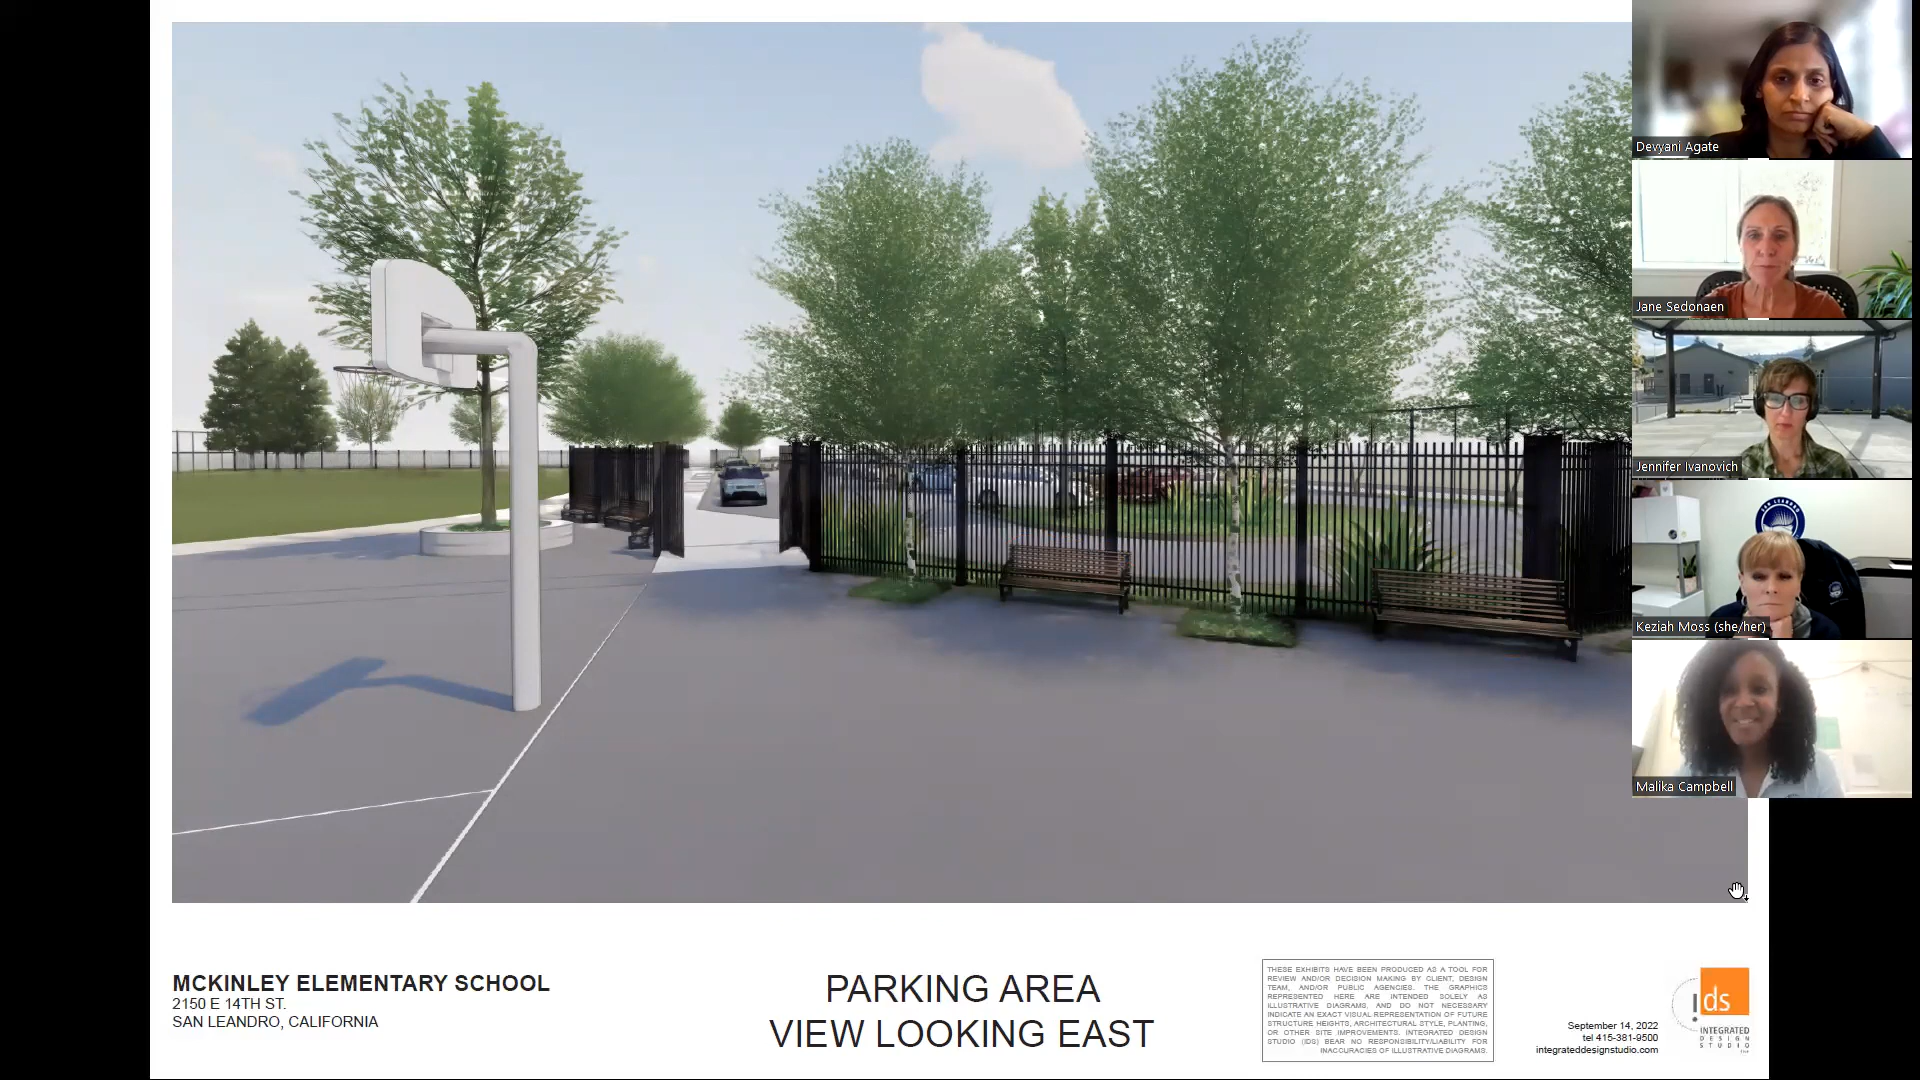 Devyani Agate
Jane Sedonaen
Jennifer Ivanovich
Keziah Moss (she/her)
Malika Campbell
MCKINLEY ELEMENTARY SCHOOL
2150 E 14TH ST.
SAN LEANDRO, CALIFORNIA
PARKING AREA
VIEW LOOKING EAST
THESE EXHIBITS HAVE BEEN PRODUCED AS A TOOL FOR
REVIEW AND/OR DECISION MAKING BY CLIENT, DESIGN
TEAM, AND/OR PUBLIC AGENCIES. THE GRAPHICS
REPRESENTED HERE ARE INTENDED SOLELY AS
ILLUSTRATIVE DIAGRAMS, AND DO NOT NECESSARY
INDICATE AN EXACT VISUAL REPRESENTATION OF FUTURE
STRUCTURE HEIGHTS, ARCHITECTURAL STYLE, PLANTING,
OR OTHER SITE IMPROVEMENTS. INTEGRATED DESIGN
STUDIO (IDS) BEAR NO RESPONSIBILITY/LIABILITY FOR
INACCURACIES OF ILLUSTRATIVE DIAGRAMS.
September 14, 2022
tel 415-381-9500
integrateddesignstudio.com
ids
INTEGRATED
DESIGN
STUDIO